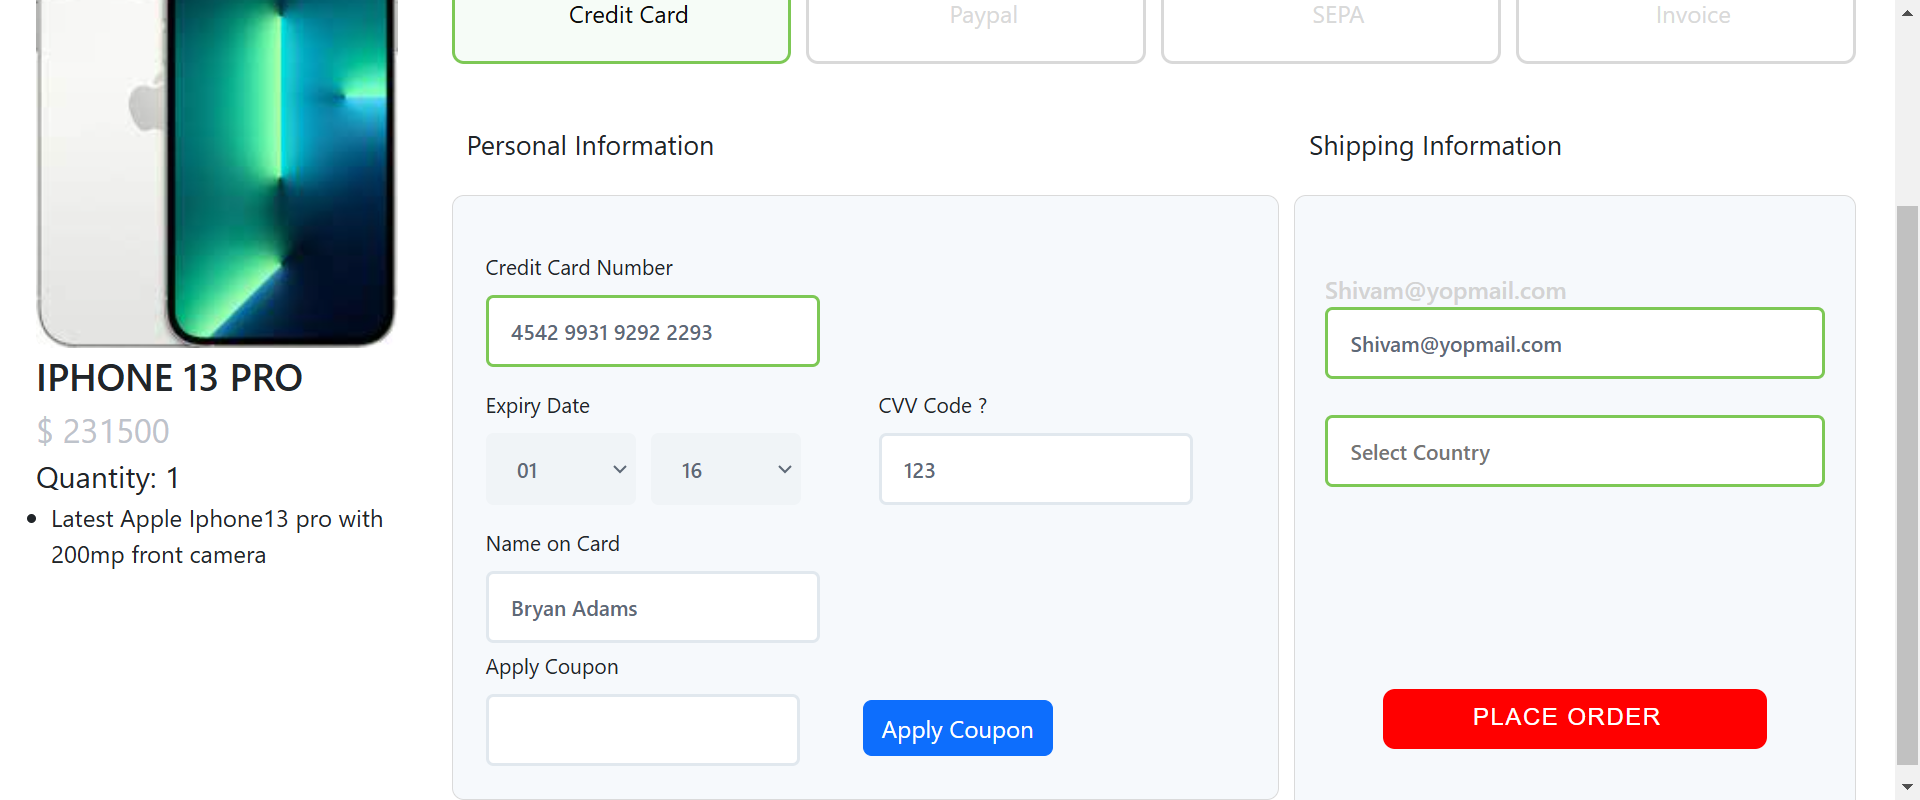 Credit Card
Paypal
SEPA
Invoice
IPHONE 13 PRO
$ 231500
Quantity: 1
Latest Apple Iphone13 pro with
200mp front camera
Personal Information
Credit Card Number
4542 9931 9292 2293
Expiry Date
CVV Code ?
01
16
123
Name on Card
Bryan Adams
Apply Coupon
Apply Coupon
Shipping Information
Shivam@yopmail.com
Shivam@yopmail.com
Select Country
PLACE ORDER